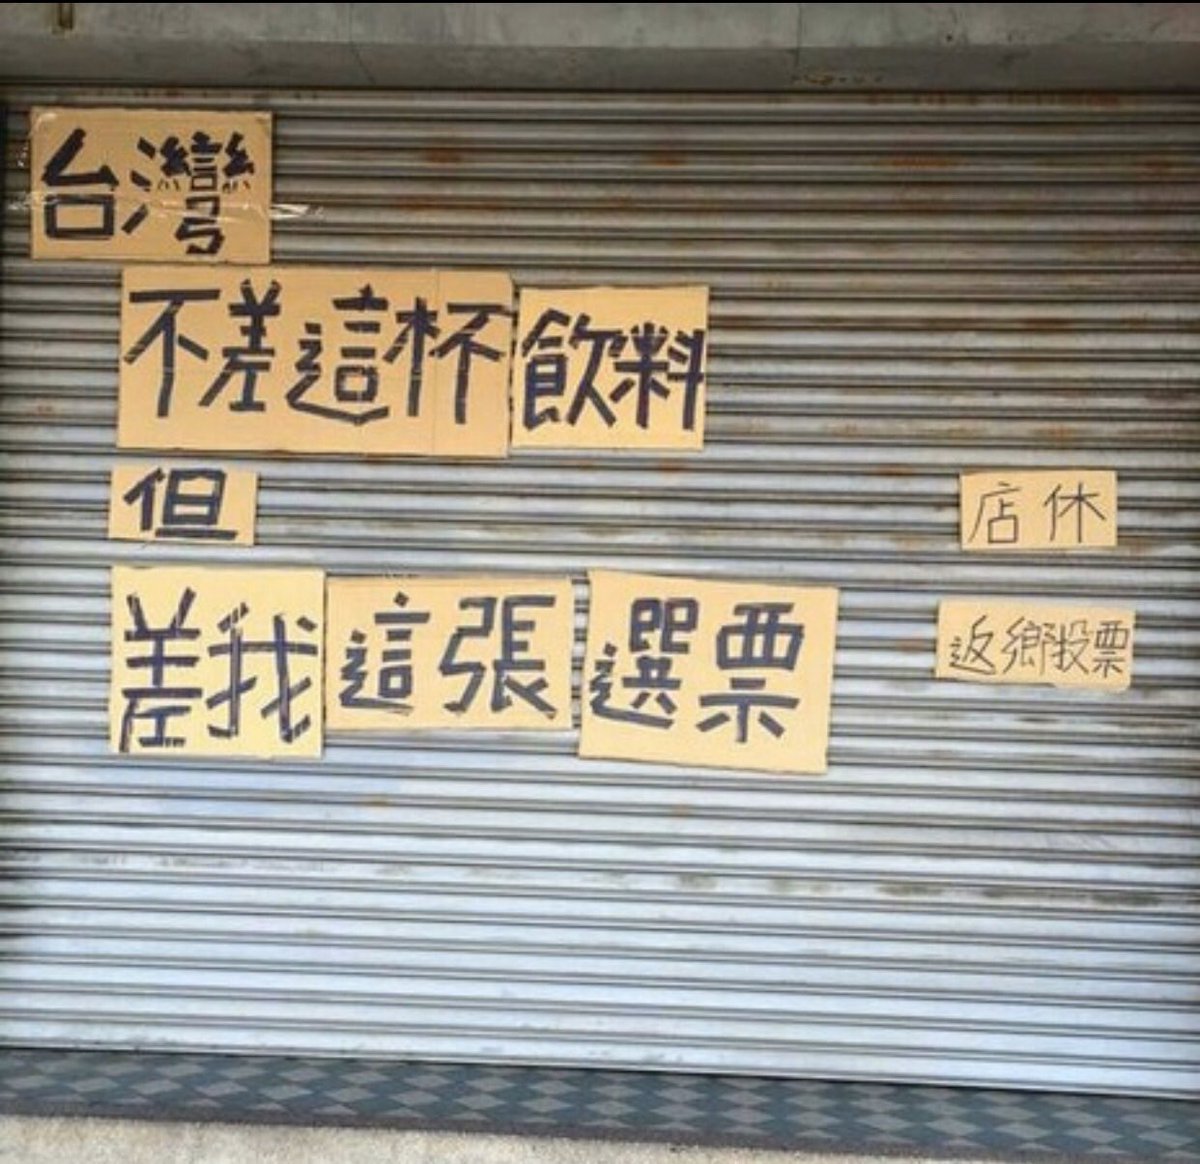 台灣
不差這杯飲料
但
差我這張選票
店休
返鄉投票